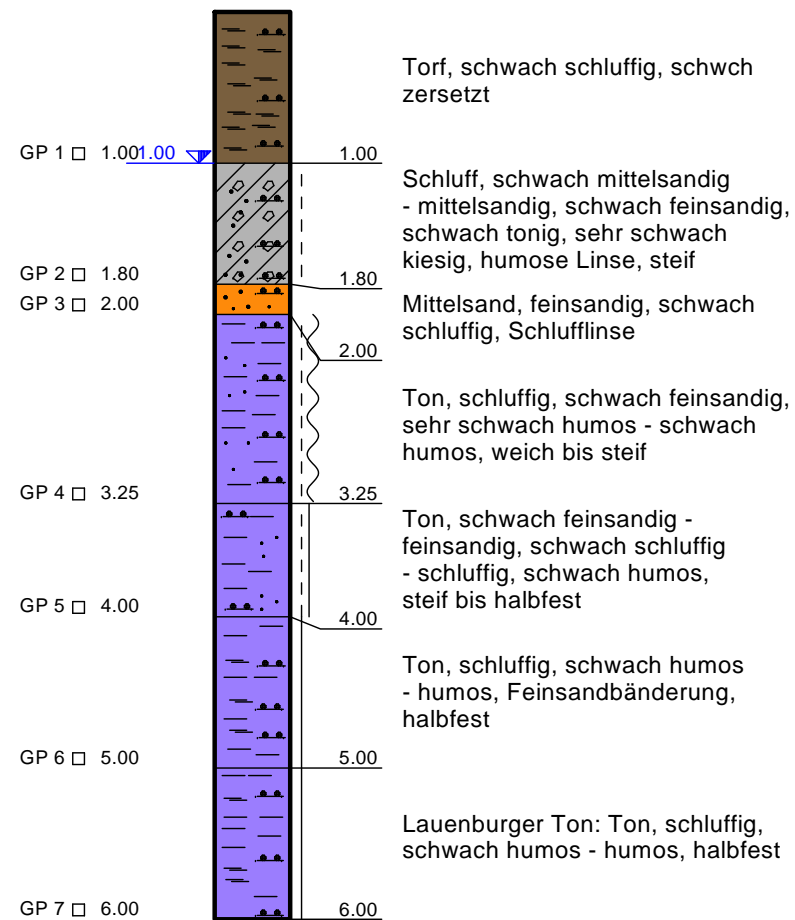 Torf, schwach schluffig, schwch
zersetzt
GP 1 1.00 1.00 1.00
Schluff, schwach mittelsandig
- mittelsandig, schwach feinsandig,
schwach tonig, sehr schwach
kiesig, humose Linse, steif
GP 2 1.80 1.80
GP 3 2.00 2.00
Mittelsand, feinsandig, schwach
schluffig, Schlufflinse
Ton, schluffig, schwach feinsandig,
sehr schwach humos - schwach
humos, weich bis steif
GP 4 3.25 3.25
Ton, schwach feinsandig -
feinsandig, schwach schluffig
- schluffig, schwach humos,
steif bis halbfest
GP 5 4.00 4.00
Ton, schluffig, schwach humos
- humos, Feinsandbänderung,
halbfest
GP 6 5.00 5.00
Lauenburger Ton: Ton, schluffig,
schwach humos - humos, halbfest
GP 7 6.00 6.00